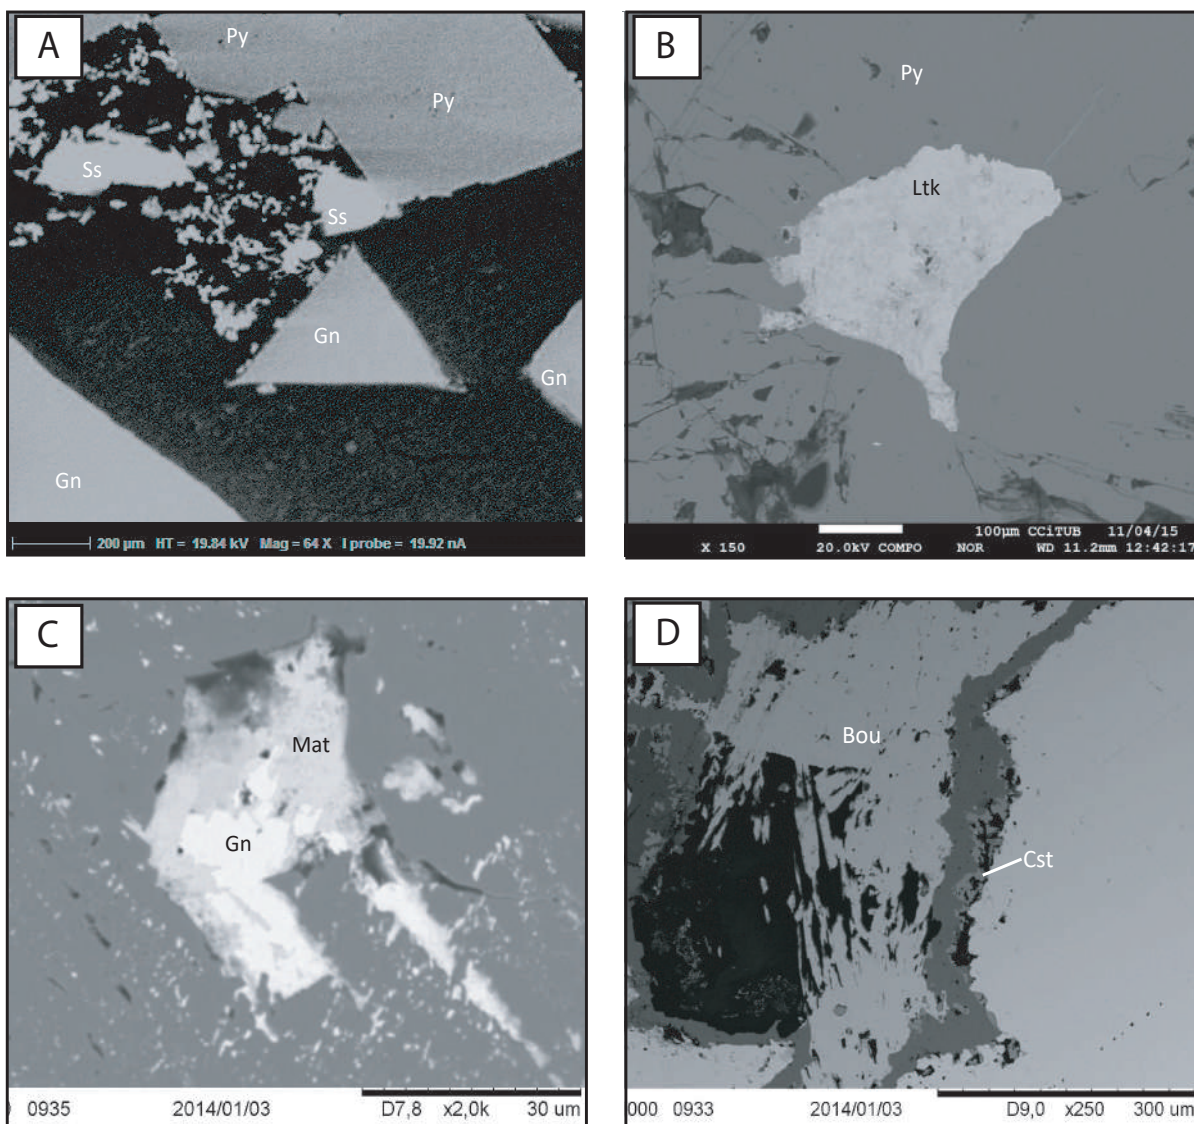 A
Py
Py
Ss
Ss
Gn
Gn
Gn
200 µm HT = 19.84 kV Mag = 64 X I probe = 19.92 nA
B
Py
Ltk
100µm CCiTUB 11/04/15
X 150 20.0kV COMPO NOR WD 11.2mm 12:42:17
C
Mat
Gn
0935 2014/01/03 D7,8 x2,0k 30 um
D
Bou
Cst
000 0933 2014/01/03 D9,0 x250 300 um